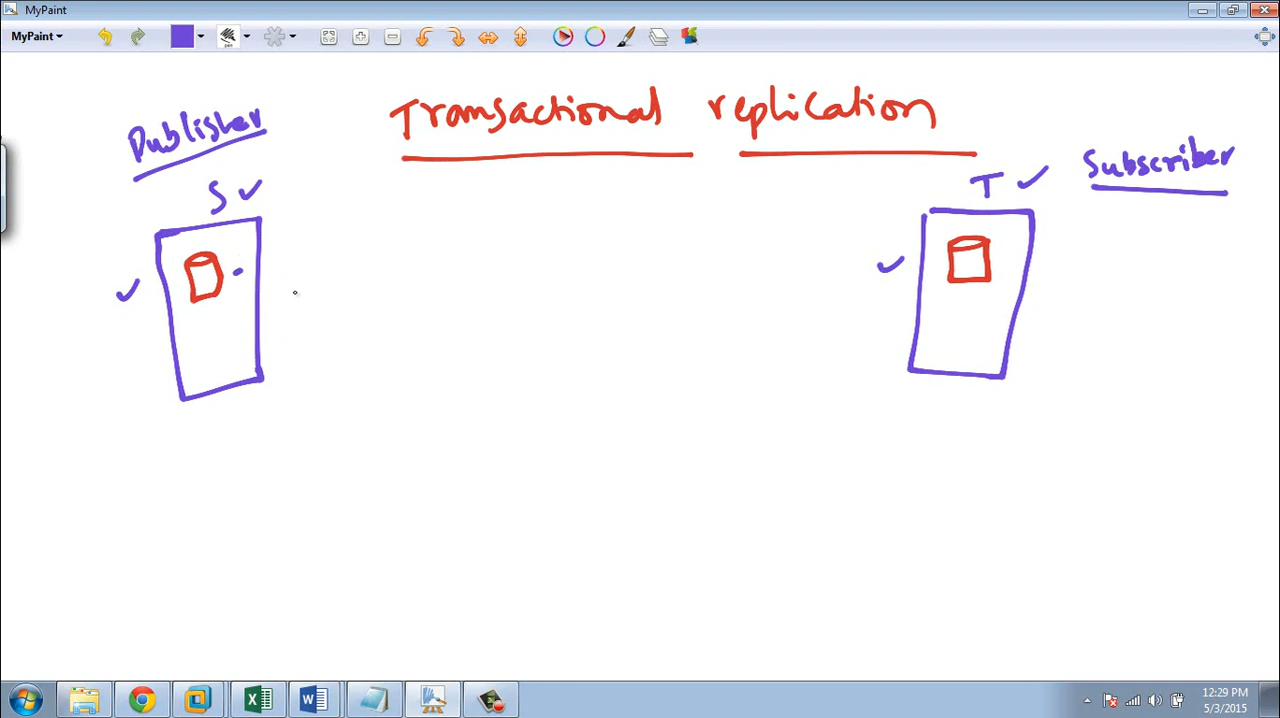 MyPaint
MyPaint
Transactional replication
Publisher
Subscriber
S
T
12:29 PM
5/3/2015